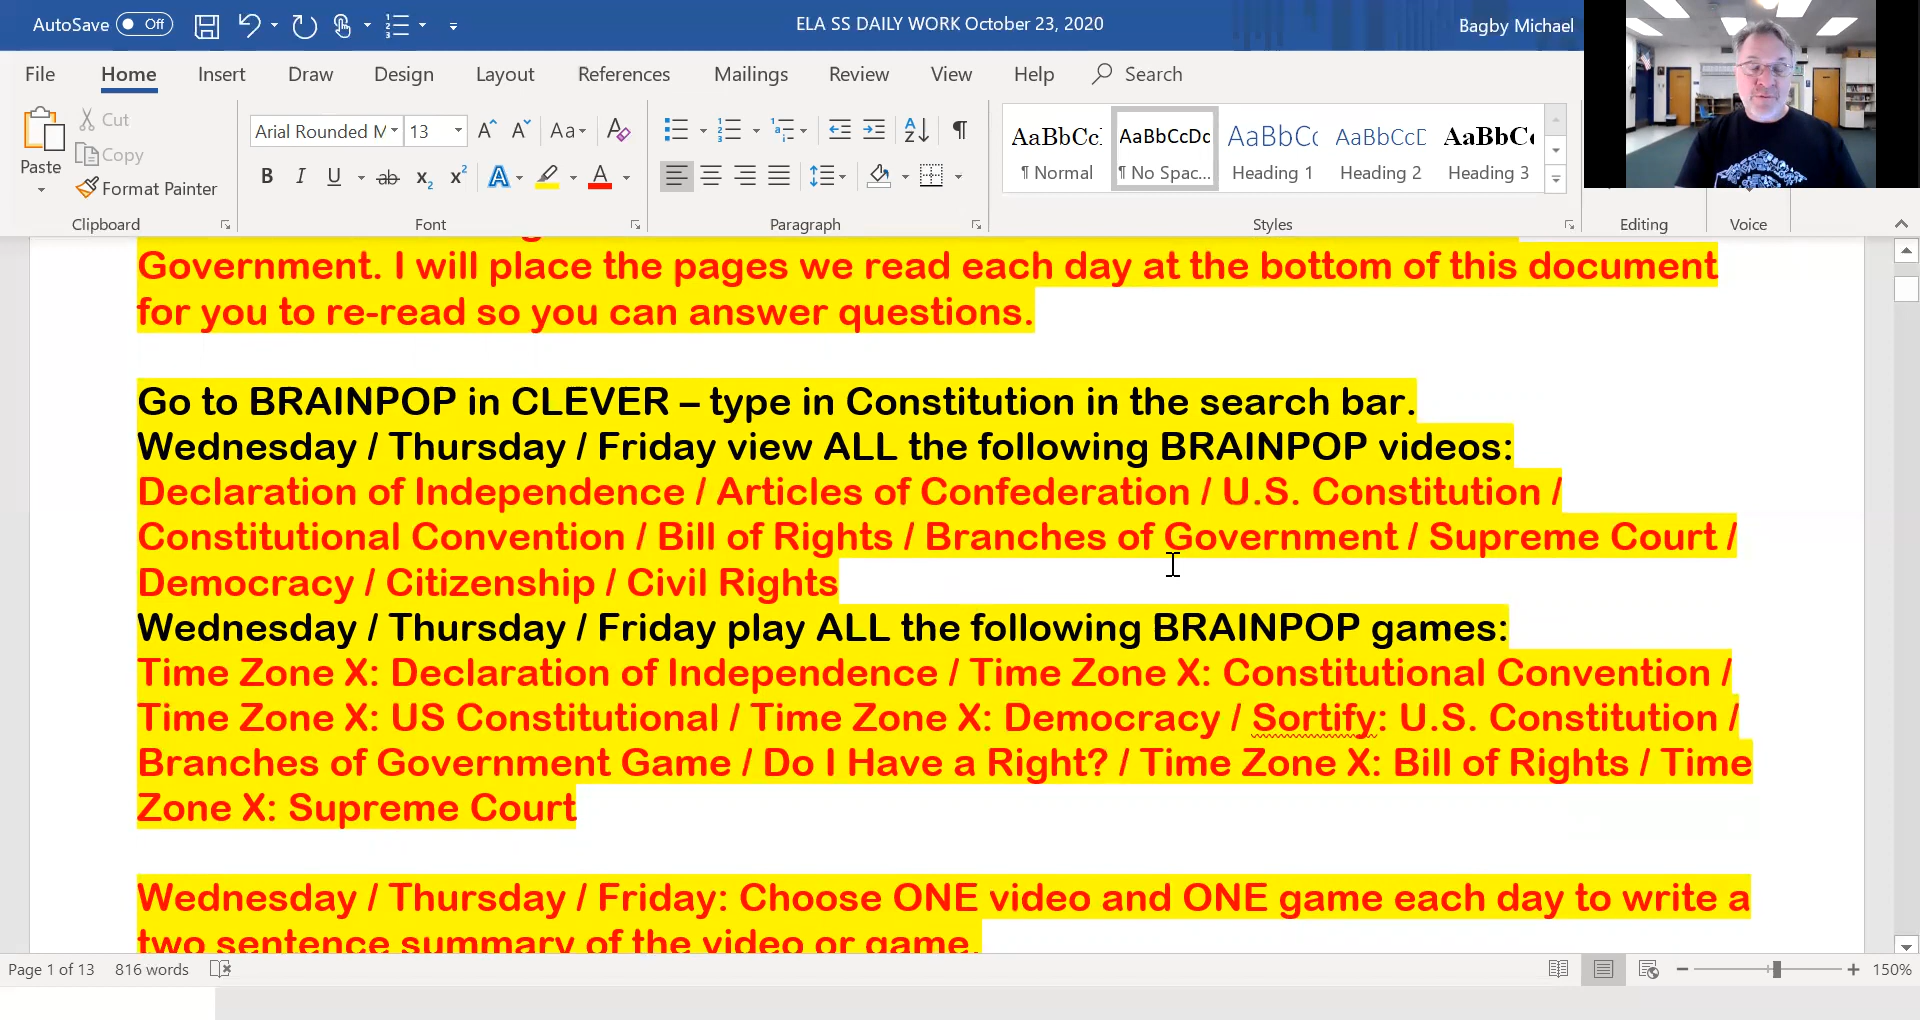 AutoSave Off
ELA SS DAILY WORK October 23, 2020
Bagby Michael
File Home Insert Draw Design Layout References Mailings Review View Help Search
Paste
Cut
Copy
Format Painter
Arial Rounded M 13
Aa
B I U ab x₂ x²
A A
AaBbCc AaBbCcDc AaBbCc AaBbCcD AaBbC
¶ Normal ¶ No Spac... Heading 1 Heading 2 Heading 3
Clipboard Font Paragraph Styles Editing Voice
Government. I will place the pages we read each day at the bottom of this document
for you to re-read so you can answer questions.
Go to BRAINPOP in CLEVER – type in Constitution in the search bar.
Wednesday / Thursday / Friday view ALL the following BRAINPOP videos:
Declaration of Independence / Articles of Confederation / U.S. Constitution /
Constitutional Convention / Bill of Rights / Branches of Government / Supreme Court /
Democracy / Citizenship / Civil Rights
Wednesday / Thursday / Friday play ALL the following BRAINPOP games:
Time Zone X: Declaration of Independence / Time Zone X: Constitutional Convention /
Time Zone X: US Constitutional / Time Zone X: Democracy / Sortify: U.S. Constitution /
Branches of Government Game / Do I Have a Right? / Time Zone X: Bill of Rights / Time
Zone X: Supreme Court
Wednesday / Thursday / Friday: Choose ONE video and ONE game each day to write a
two sentence summary of the video or game.
Page 1 of 13 816 words
150%